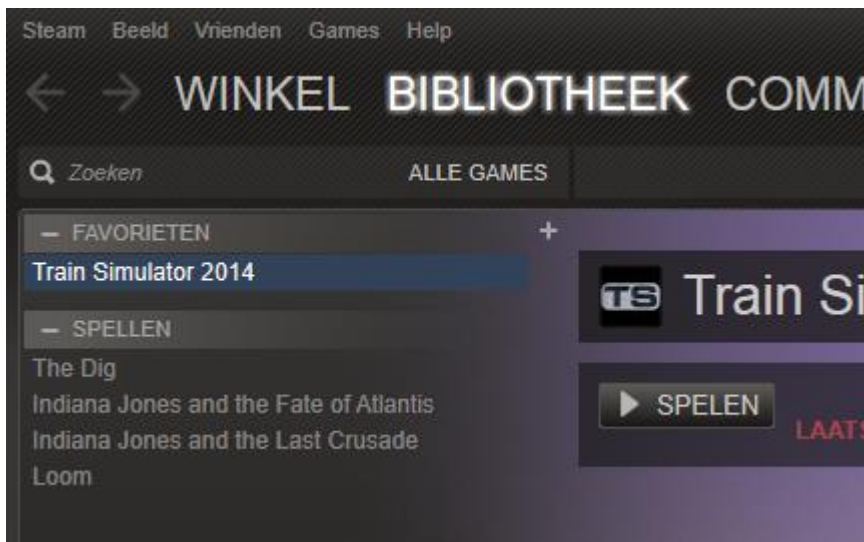 Steam Beeld Vrienden Games Help
WINKEL BIBLIOTHEEK COMM
Zoeken ALLE GAMES
FAVORIETEN
Train Simulator 2014
TS Train Si
SPELLEN
The Dig
Indiana Jones and the Fate of Atlantis
SPELEN
Indiana Jones and the Last Crusade
LAATS
Loom